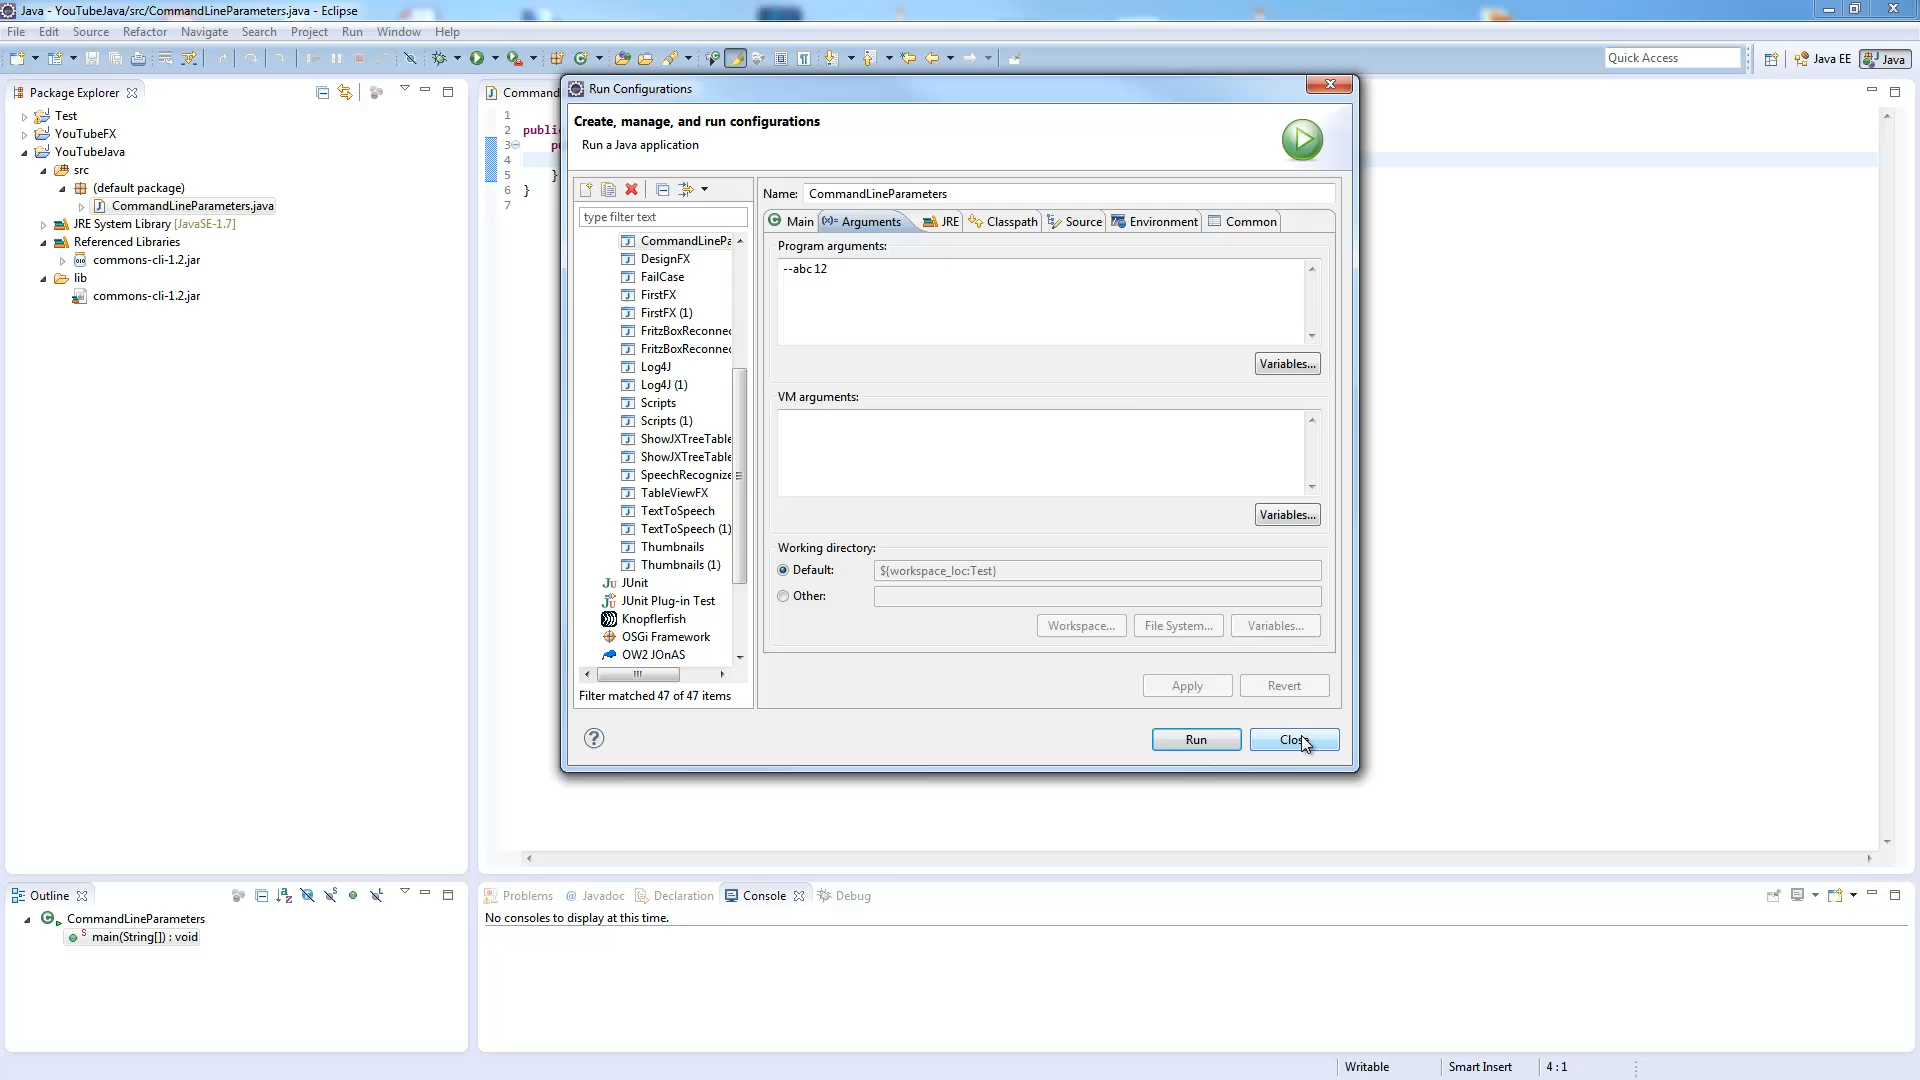 Java - YouTubeJava/src/CommandLineParameters.java - Eclipse
File Edit Source Refactor Navigate Search Project Run Window Help
Quick Access
Java EE
Java
Package Explorer
Test
YouTubeFX
YouTubeJava
src
(default package)
CommandLineParameters.java
JRE System Library [JavaSE-1.7]
Referenced Libraries
commons-cli-1.2.jar
lib
commons-cli-1.2.jar
Command
1
2 public
3
4
5 }
6 }
7
Run Configurations
Create, manage, and run configurations
Run a Java application
type filter text
CommandLinePa
DesignFX
FailCase
FirstFX
FirstFX (1)
FritzBoxReconnec
FritzBoxReconnec
Log4J
Log4J (1)
Scripts
Scripts (1)
ShowJXTreeTable
ShowJXTreeTable
SpeechRecognize
TableViewFX
TextToSpeech
TextToSpeech (1)
Thumbnails
Thumbnails (1)
JUnit
JUnit Plug-in Test
Knopflerfish
OSGi Framework
OW2 JOnAS
Filter matched 47 of 47 items
Name: CommandLineParameters
Main Arguments JRE Classpath Source Environment Common
Program arguments:
--abc 12
Variables...
VM arguments:
Variables...
Working directory:
Default: ${workspace_loc:Test}
Other:
Workspace... File System... Variables...
Apply Revert
Run Close
Outline
CommandLineParameters
main(String[]) : void
Problems Javadoc Declaration Console Debug
No consoles to display at this time.
Writable Smart Insert 4 : 1